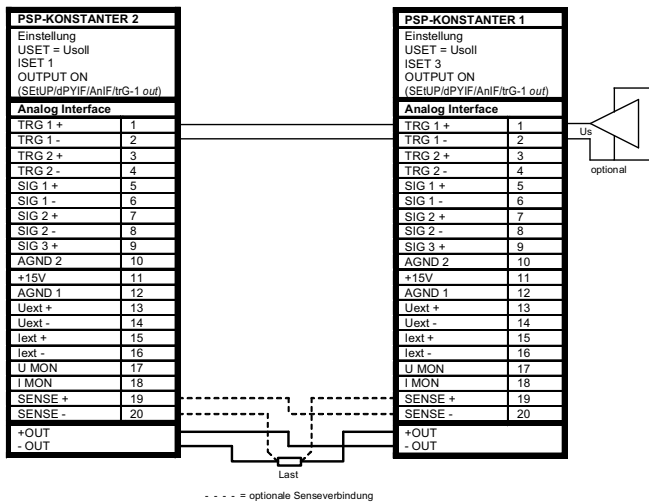 PSP-KONSTANTER 2
Einstellung
USET = Usoll
ISET 1
OUTPUT ON
(SEtUP/dPYIF/AnIF/trG-1 out)
Analog Interface
TRG 1 + 1
TRG 1 - 2
TRG 2 + 3
TRG 2 - 4
SIG 1 + 5
SIG 1 - 6
SIG 2 + 7
SIG 2 - 8
SIG 3 + 9
AGND 2 10
+15V 11
AGND 1 12
Uext + 13
Uext - 14
Iext + 15
Iext - 16
U MON 17
I MON 18
SENSE + 19
SENSE - 20
+OUT
- OUT
PSP-KONSTANTER 1
Einstellung
USET = Usoll
ISET 3
OUTPUT ON
(SEtUP/dPYIF/AnIF/trG-1 out)
Analog Interface
TRG 1 + 1
TRG 1 - 2
TRG 2 + 3
TRG 2 - 4
SIG 1 + 5
SIG 1 - 6
SIG 2 + 7
SIG 2 - 8
SIG 3 + 9
AGND 2 10
+15V 11
AGND 1 12
Uext + 13
Uext - 14
Iext + 15
Iext - 16
U MON 17
I MON 18
SENSE + 19
SENSE - 20
+OUT
- OUT
Us
optional
Last
- - - - = optionale Senseverbindung